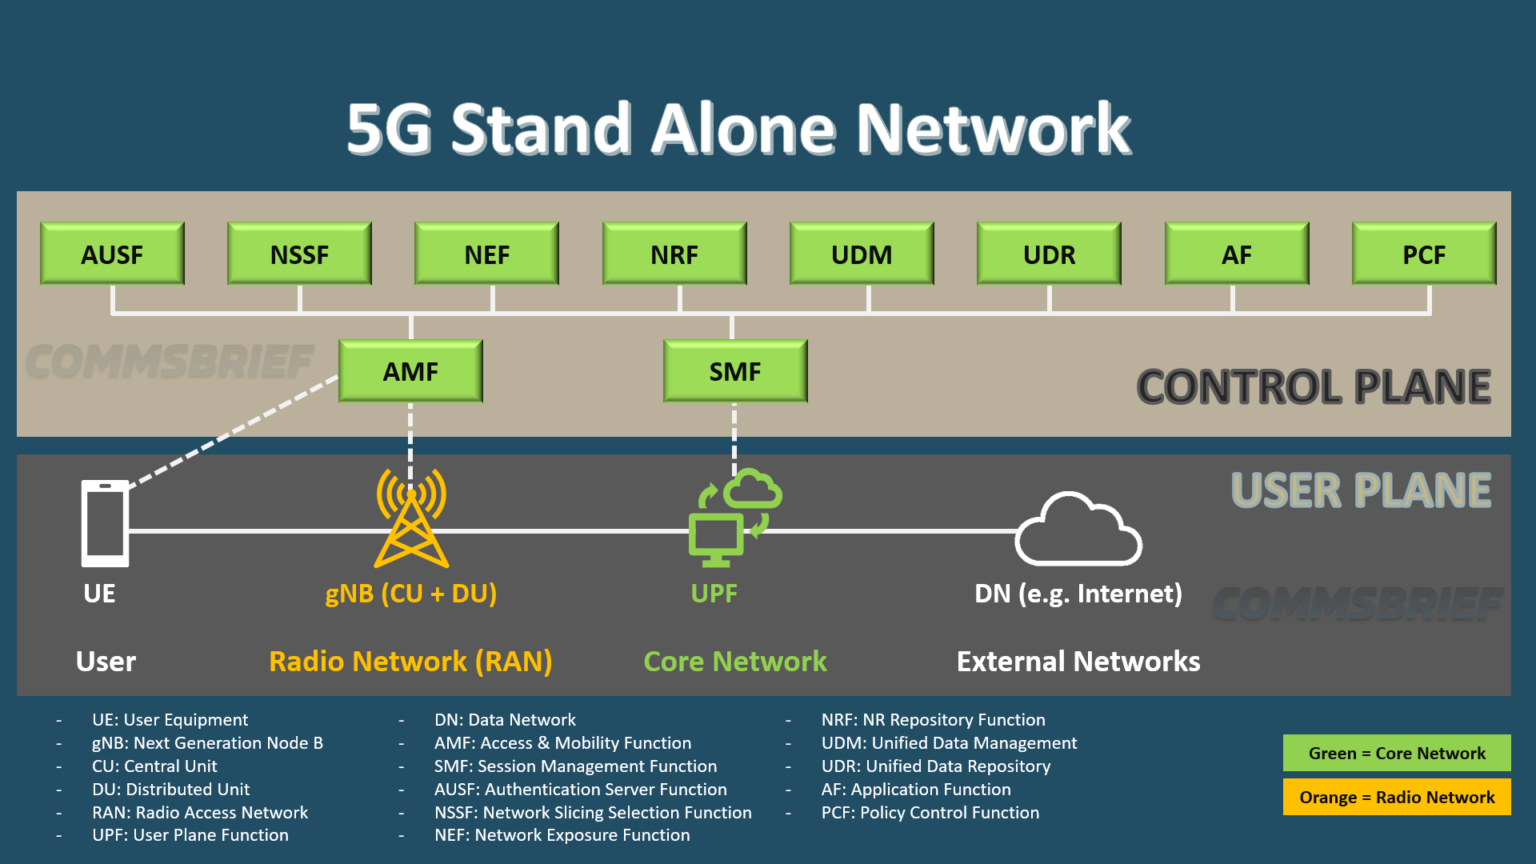 5G Stand Alone Network
AUSF
NSSF
NEF
NRF
UDM
UDR
AF
PCF
COMMSBRIEF
AMF
SMF
CONTROL PLANE
USER PLANE
UE
gNB (CU + DU)
UPF
DN (e.g. Internet)
COMMSBRIEF
User
Radio Network (RAN)
Core Network
External Networks
- UE: User Equipment
- gNB: Next Generation Node B
- CU: Central Unit
- DU: Distributed Unit
- RAN: Radio Access Network
- UPF: User Plane Function
- DN: Data Network
- AMF: Access & Mobility Function
- SMF: Session Management Function
- AUSF: Authentication Server Function
- NSSF: Network Slicing Selection Function
- NEF: Network Exposure Function
- NRF: NR Repository Function
- UDM: Unified Data Management
- UDR: Unified Data Repository
- AF: Application Function
- PCF: Policy Control Function
Green = Core Network
Orange = Radio Network